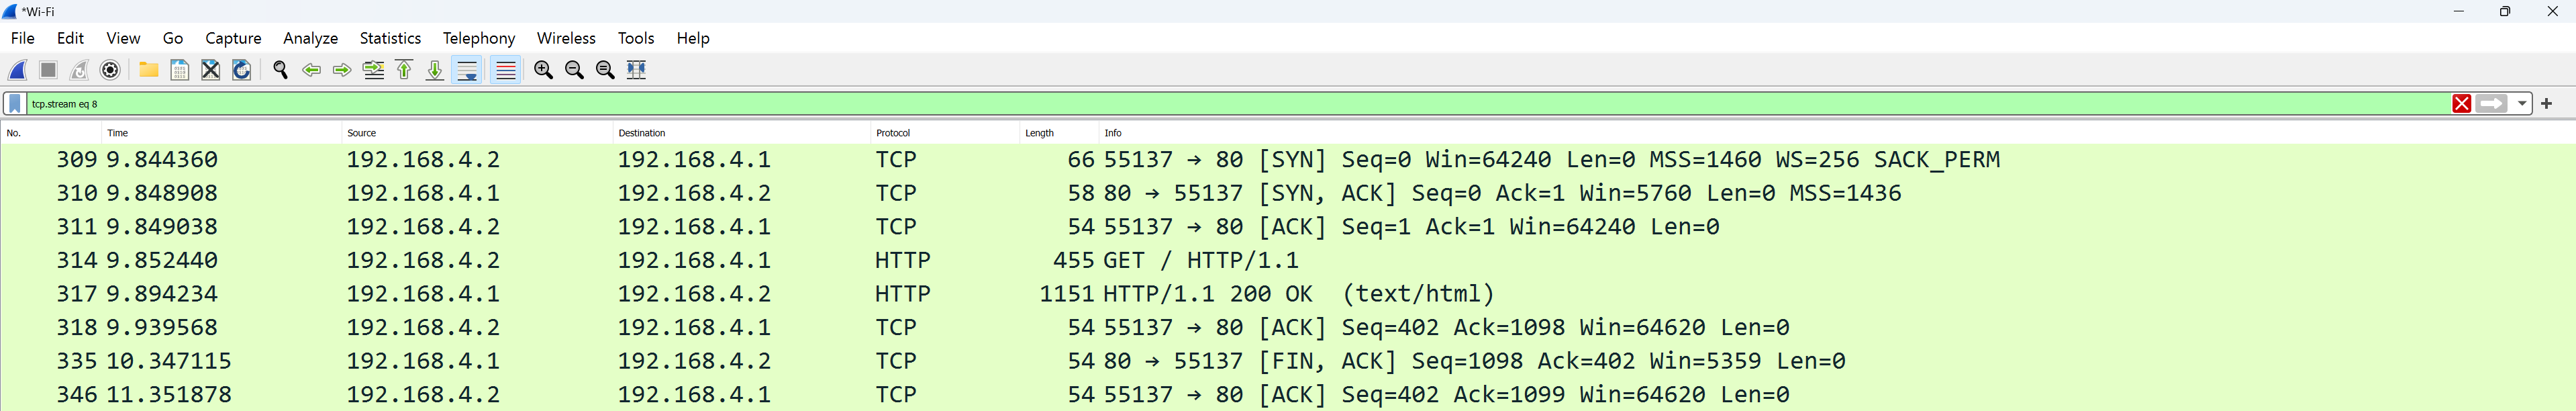 *Wi-Fi
File Edit View Go Capture Analyze Statistics Telephony Wireless Tools Help
tcp.stream eq 8
No. Time Source Destination Protocol Length Info
309 9.844360 192.168.4.2 192.168.4.1 TCP 66 55137 → 80 [SYN] Seq=0 Win=64240 Len=0 MSS=1460 WS=256 SACK_PERM
310 9.848908 192.168.4.1 192.168.4.2 TCP 58 80 → 55137 [SYN, ACK] Seq=0 Ack=1 Win=5760 Len=0 MSS=1436
311 9.849038 192.168.4.2 192.168.4.1 TCP 54 55137 → 80 [ACK] Seq=1 Ack=1 Win=64240 Len=0
314 9.852440 192.168.4.2 192.168.4.1 HTTP 455 GET / HTTP/1.1
317 9.894234 192.168.4.1 192.168.4.2 HTTP 1151 HTTP/1.1 200 OK  (text/html)
318 9.939568 192.168.4.2 192.168.4.1 TCP 54 55137 → 80 [ACK] Seq=402 Ack=1098 Win=64620 Len=0
335 10.347115 192.168.4.1 192.168.4.2 TCP 54 80 → 55137 [FIN, ACK] Seq=1098 Ack=402 Win=5359 Len=0
346 11.351878 192.168.4.2 192.168.4.1 TCP 54 55137 → 80 [ACK] Seq=402 Ack=1099 Win=64620 Len=0